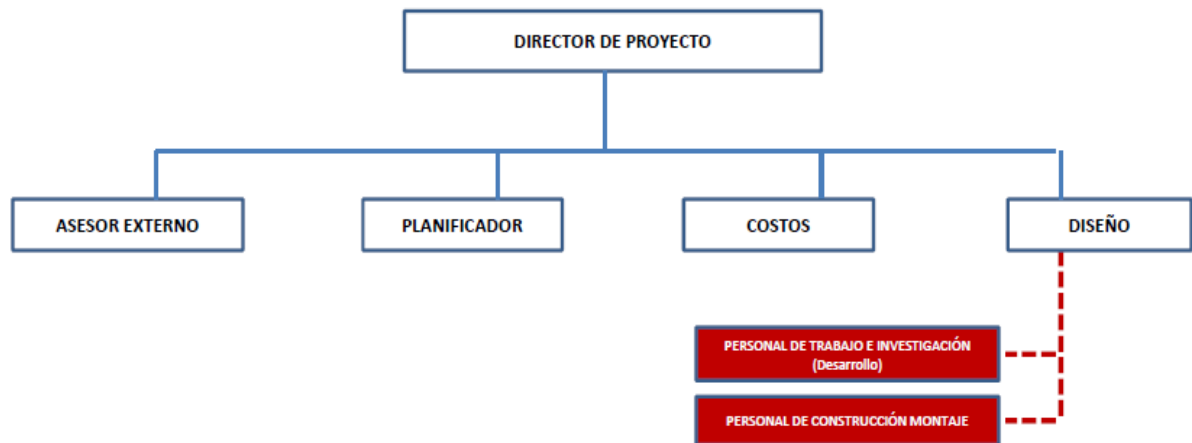 DIRECTOR DE PROYECTO
ASESOR EXTERNO
PLANIFICADOR
COSTOS
DISEÑO
PERSONAL DE TRABAJO E INVESTIGACIÓN
(Desarrollo)
PERSONAL DE CONSTRUCCIÓN MONTAJE